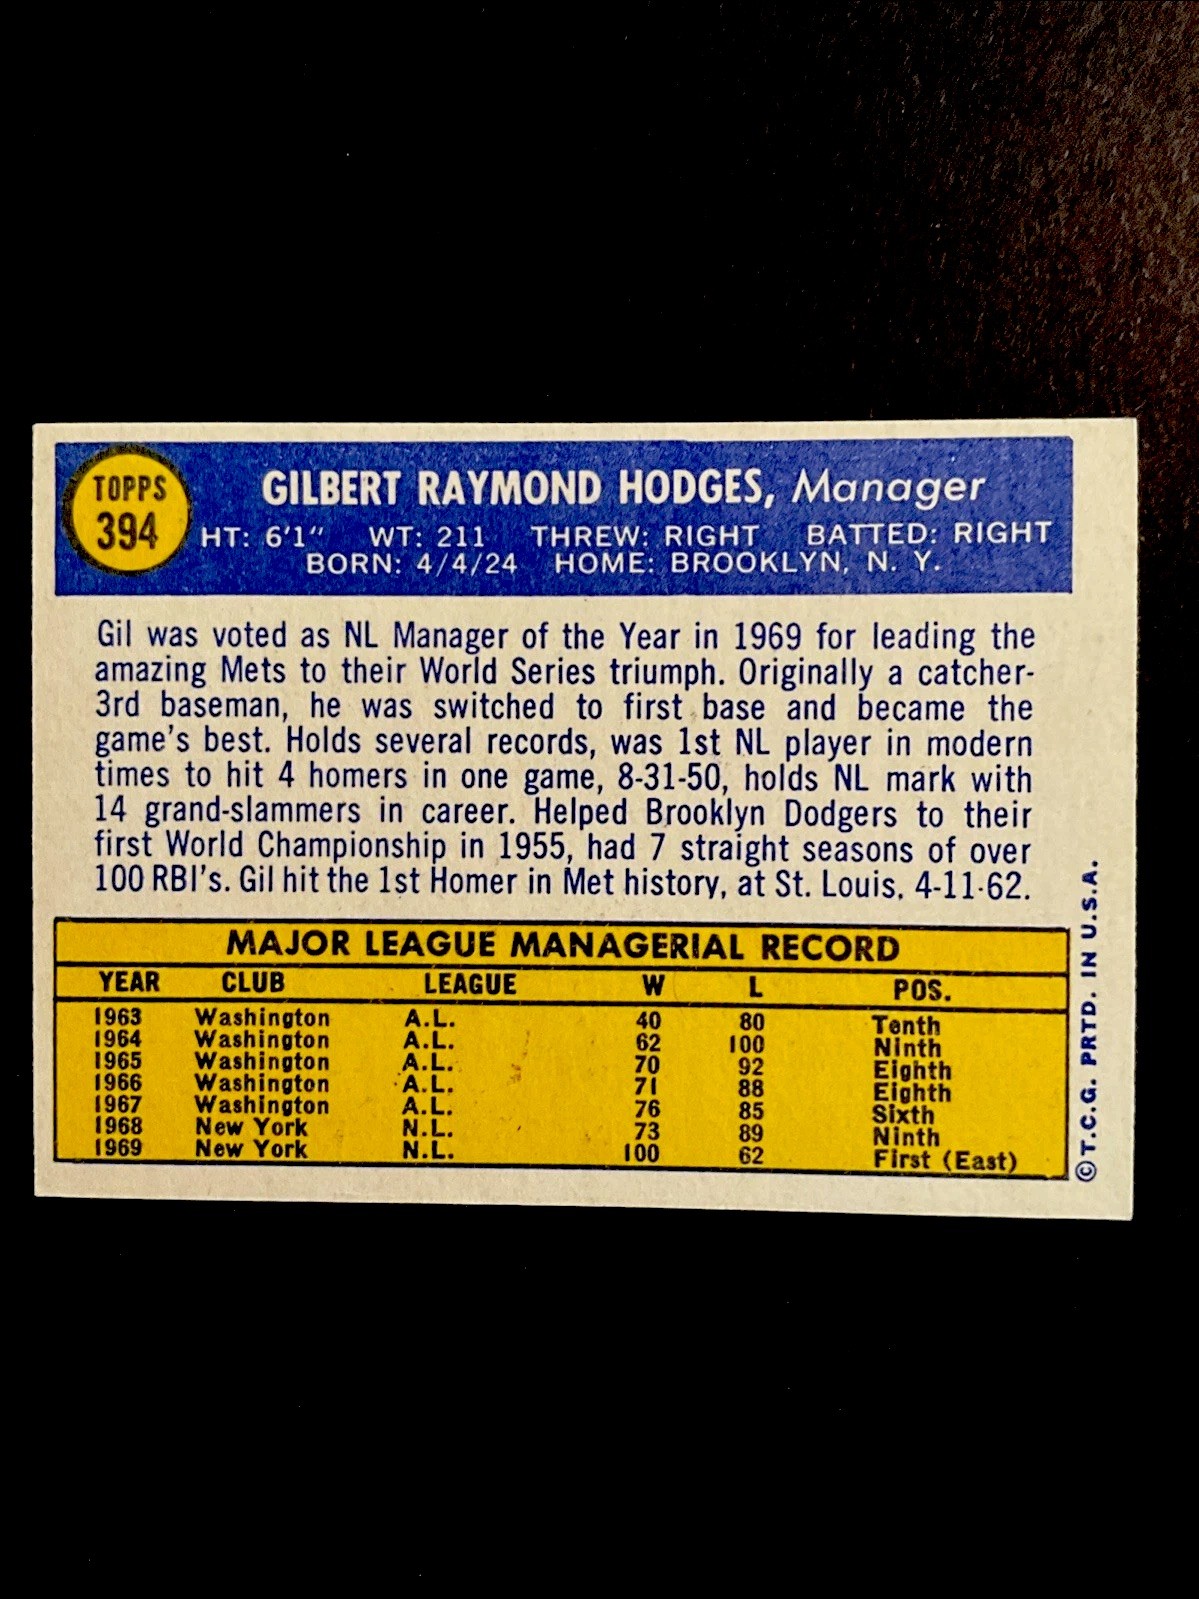 TOPPS
394
GILBERT RAYMOND HODGES, Manager
HT: 6'1" WT: 211 THREW: RIGHT BATTED: RIGHT
BORN: 4/4/24 HOME: BROOKLYN, N. Y.
Gil was voted as NL Manager of the Year in 1969 for leading the
amazing Mets to their World Series triumph. Originally a catcher-
3rd baseman, he was switched to first base and became the
game's best. Holds several records, was 1st NL player in modern
times to hit 4 homers in one game, 8-31-50, holds NL mark with
14 grand-slammers in career. Helped Brooklyn Dodgers to their
first World Championship in 1955, had 7 straight seasons of over
100 RBI's. Gil hit the 1st Homer in Met history, at St. Louis, 4-11-62.
MAJOR LEAGUE MANAGERIAL RECORD
YEAR CLUB LEAGUE W L POS.
1963 Washington A.L. 40 80 Tenth
1964 Washington A.L. 62 100 Ninth
1965 Washington A.L. 70 92 Eighth
1966 Washington A.L. 71 88 Eighth
1967 Washington A.L. 76 85 Sixth
1968 New York N.L. 73 89 Ninth
1969 New York N.L. 100 62 First (East)
©T.C.G. PRTD. IN U.S.A.